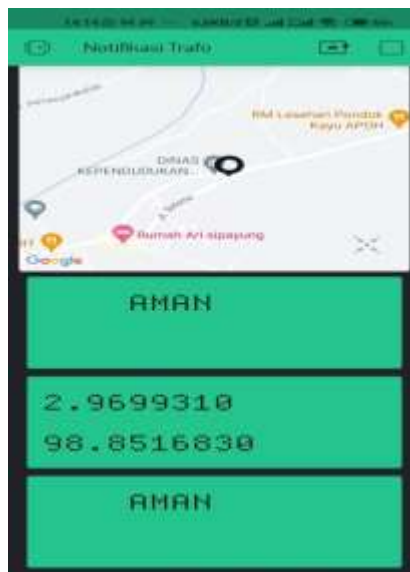 Notifikasi Trafo
RM Lesehan Pondok
Kayu APOH
DINAS
KEPENDUDUKAN...
Rumah Ari sipayung
Google
AMAN
2.9699310
98.8516830
AMAN